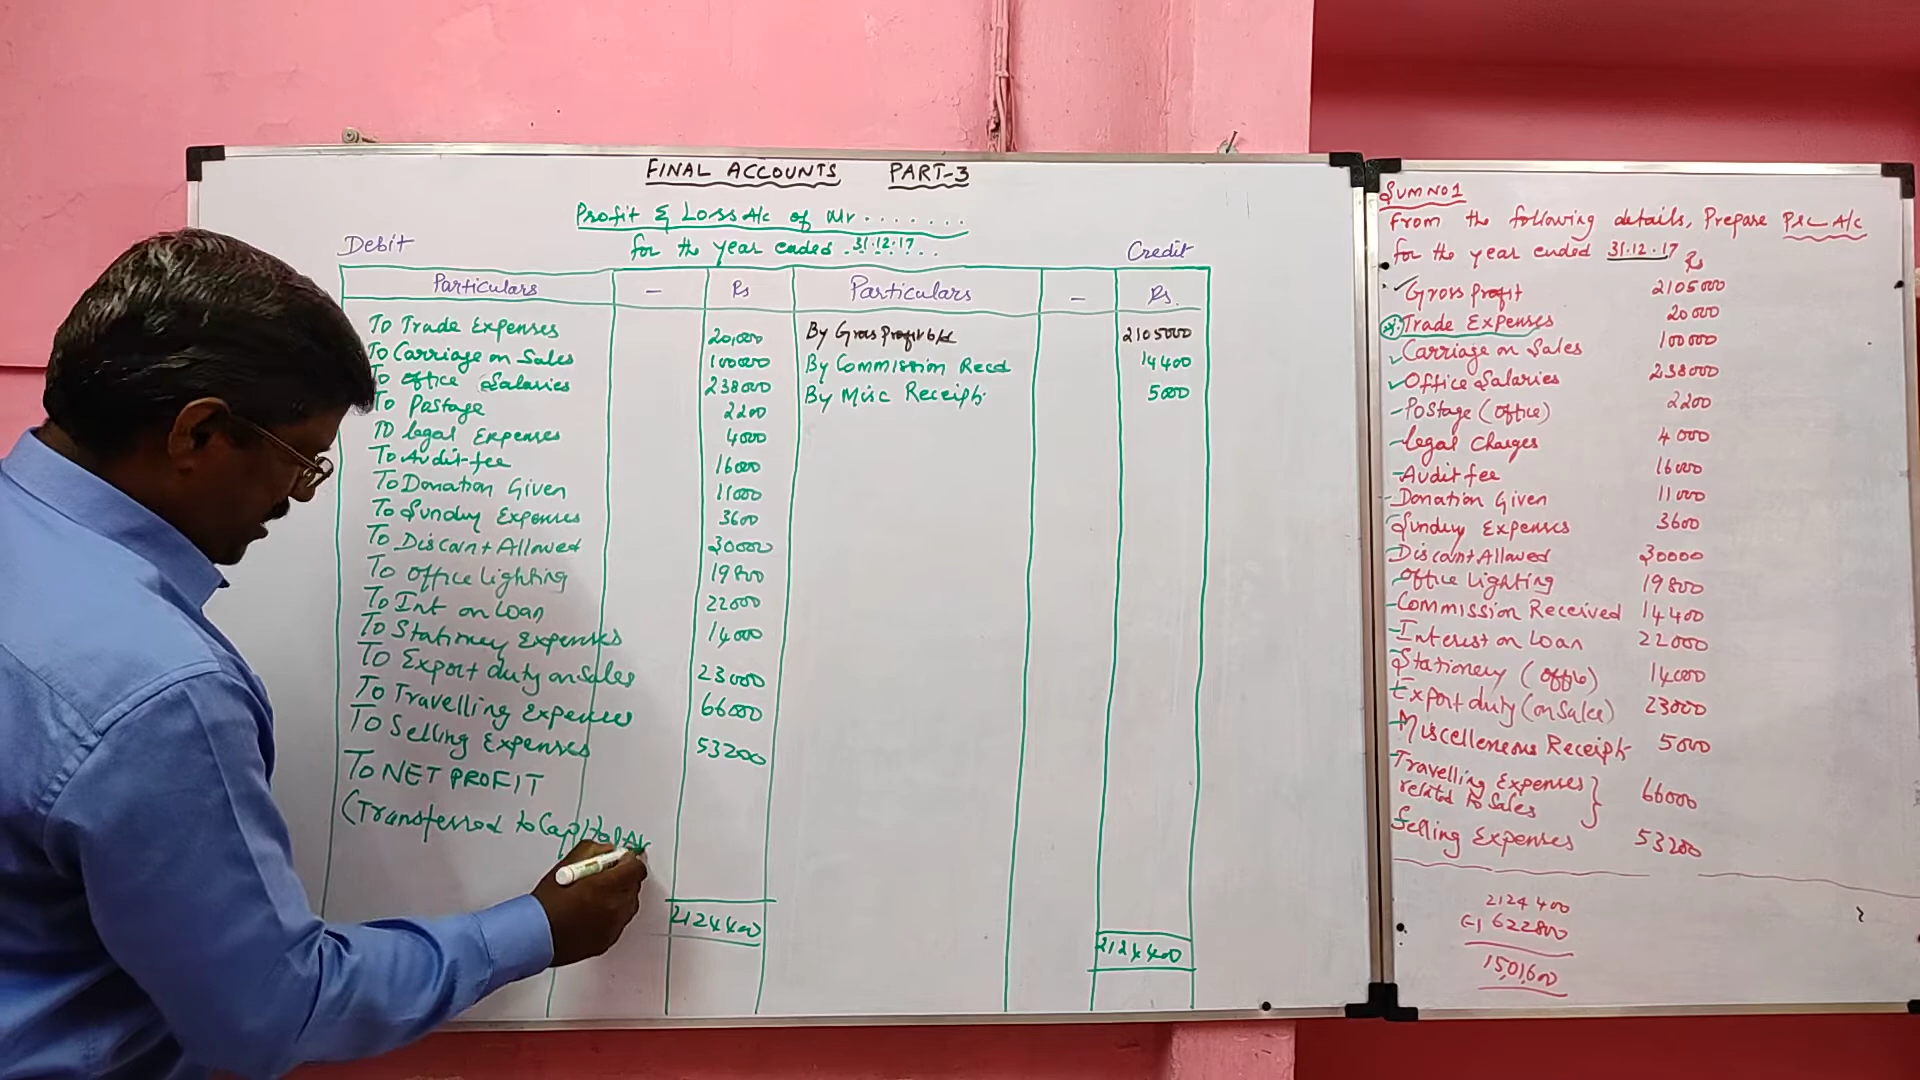 FINAL ACCOUNTS PART-3
Profit & Loss A/c of Mr .......
for the year ended .31.12.17...
Debit
Credit
Particulars - Rs Particulars - Rs.
To Trade Expenses 20,000 By Gross Profit b/d 2105000
To Carriage on Sales 100000 By Commission Recd 14400
To Office Salaries 238000 By Misc Receipts 5000
To Postage 2200
To legal Expenses 4000
To Audit-fee 16000
To Donation Given 11000
To Sundry Expenses 3600
To Discount Allowed 30000
To office lighting 19800
To Int on Loan 22000
To Stationery Expenses 14000
To Export duty on Sales 23000
To Travelling Expenses 66000
To Selling Expenses 53200
To NET PROFIT
(Transferred to Capital A/c
2124400 2124400
SUM NO 1
From the following details, Prepare P&L A/c
for the year ended 31.12.17
Rs
Gross profit 2105000
Trade Expenses 20000
Carriage on Sales 100000
Office Salaries 238000
-Postage (office) 2200
-legal Charges 4000
-Audit fee 16000
-Donation Given 11000
-Sundry Expenses 3600
-Discount Allowed 30000
-Office Lighting 19800
-Commission Received 14400
-Interest on Loan 22000
-Stationery (office) 14000
-Export duty (on Sales) 23000
-Miscelleneous Receipts 5000
-Travelling Expenses } 66000
related to Sales
-Selling Expenses 53200
2124400
(-) 622800
15,01,600